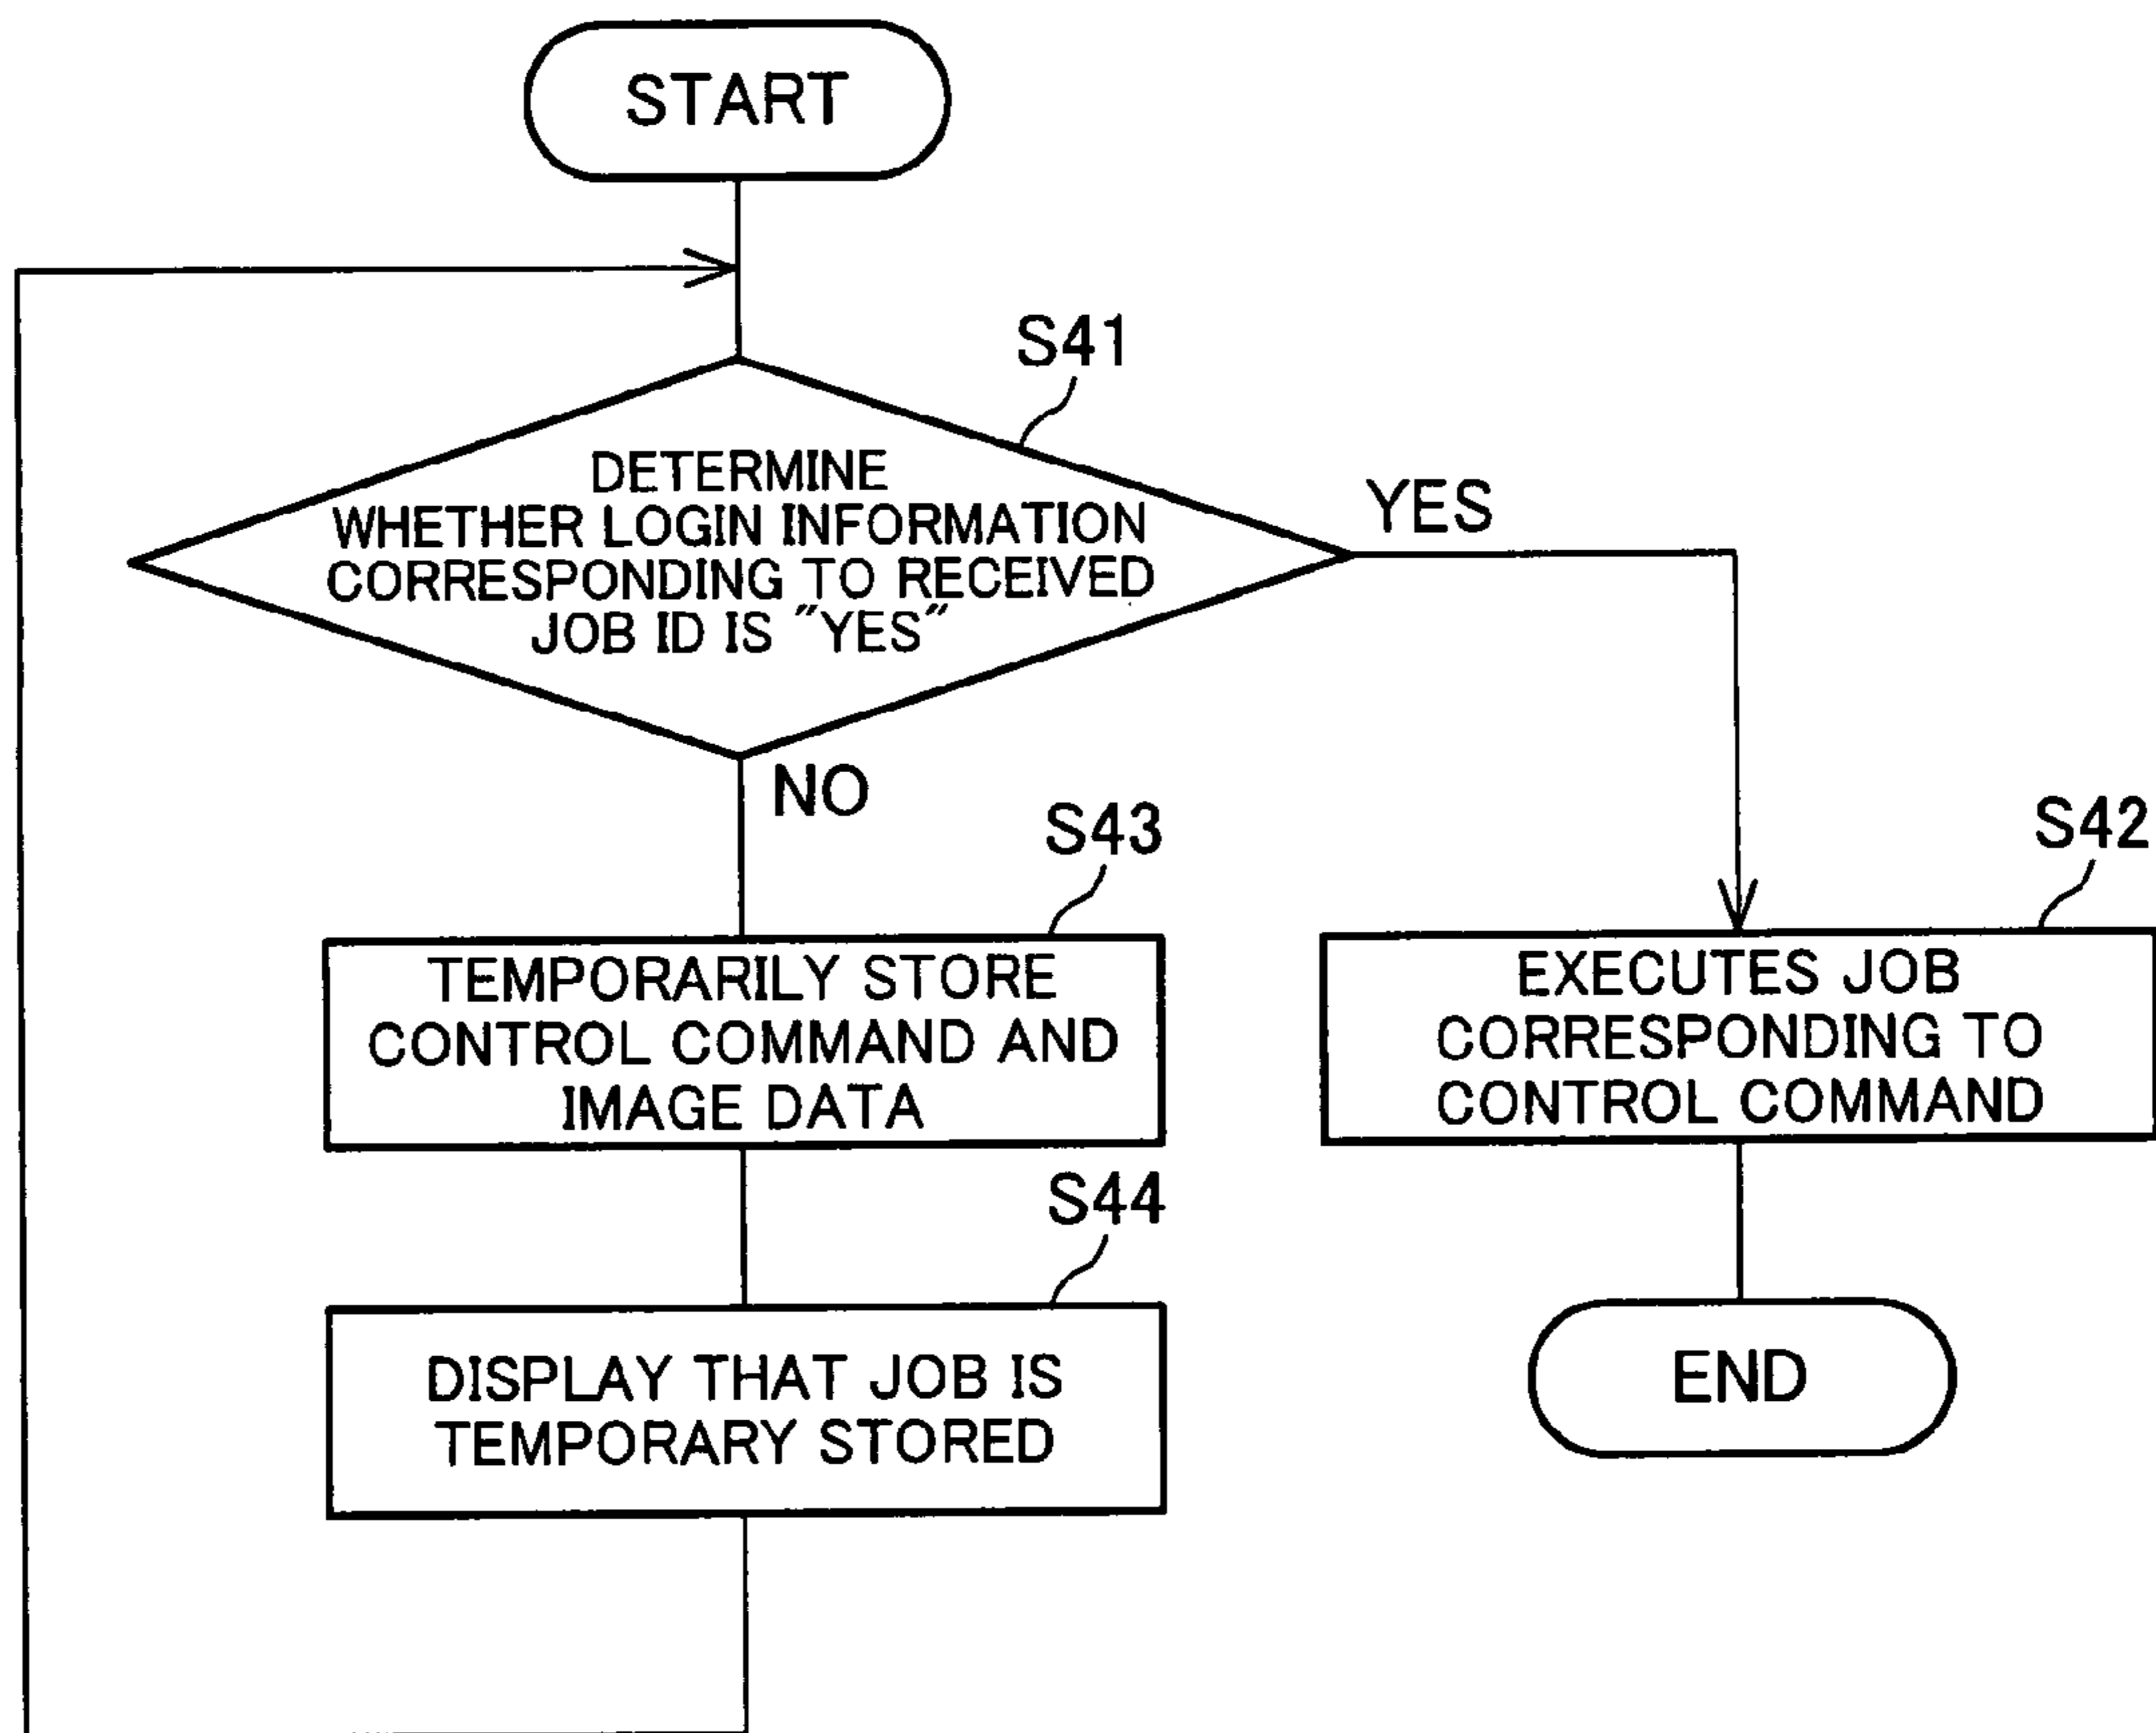 START
S41
DETERMINE
WHETHER LOGIN INFORMATION
CORRESPONDING TO RECEIVED
JOB ID IS "YES"
YES
NO
S43
S42
TEMPORARILY STORE
CONTROL COMMAND AND
IMAGE DATA
EXECUTES JOB
CORRESPONDING TO
CONTROL COMMAND
S44
DISPLAY THAT JOB IS
TEMPORARY STORED
END